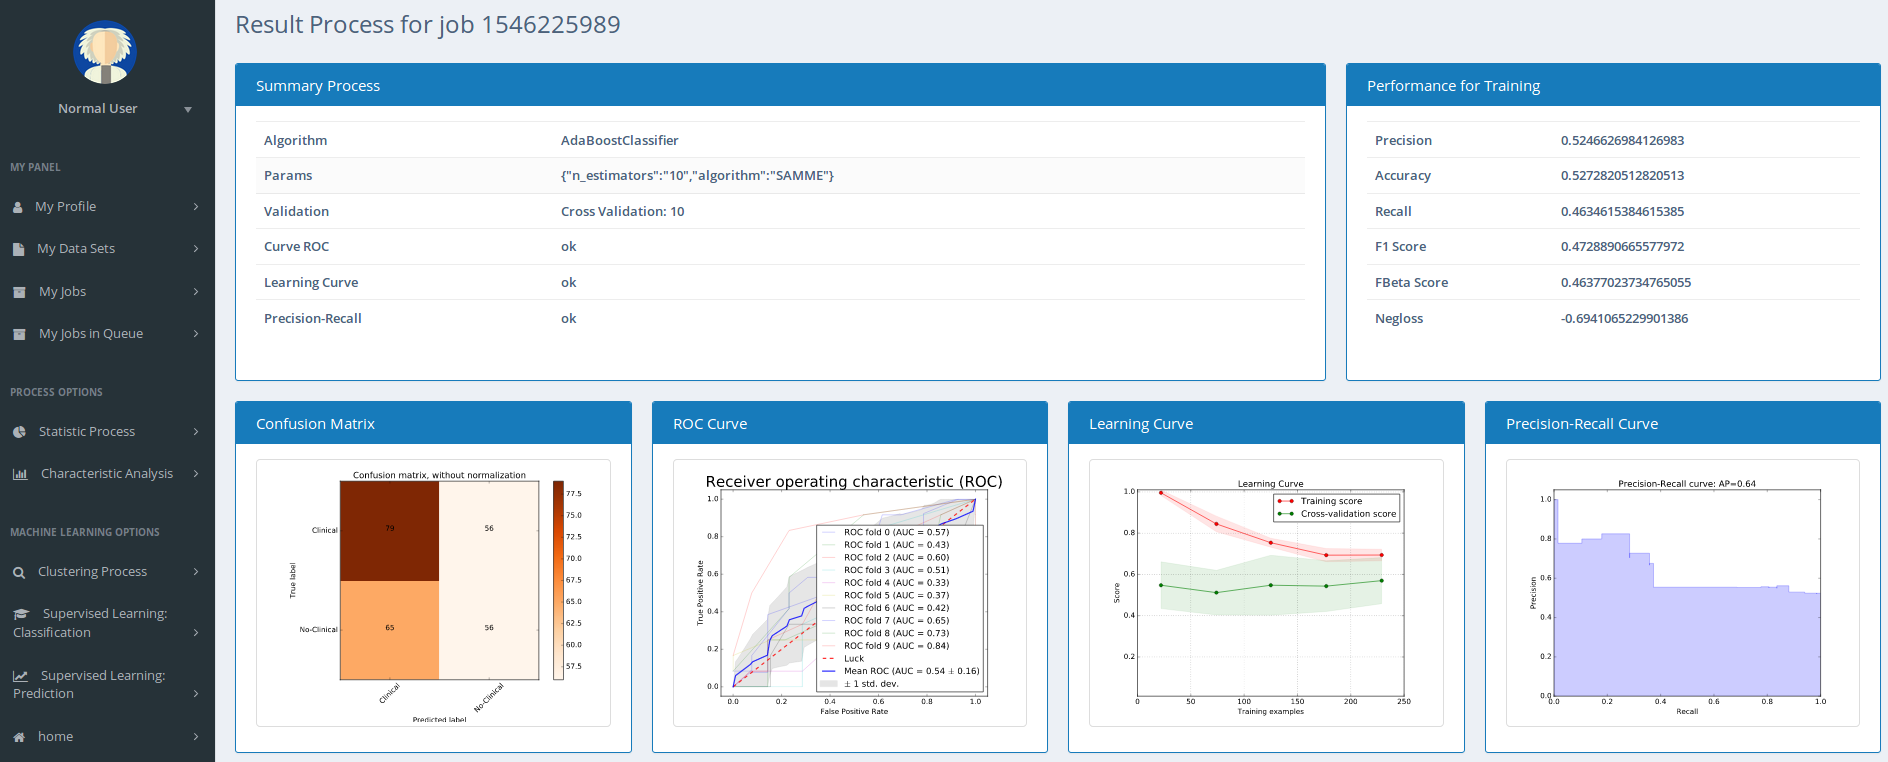 Normal User
MY PANEL
My Profile
My Data Sets
My Jobs
My Jobs in Queue
PROCESS OPTIONS
Statistic Process
Characteristic Analysis
MACHINE LEARNING OPTIONS
Clustering Process
Supervised Learning:
Classification
Supervised Learning:
Prediction
home
Result Process for job 1546225989
Summary Process
Algorithm AdaBoostClassifier
Params {"n_estimators":"10","algorithm":"SAMME"}
Validation Cross Validation: 10
Curve ROC ok
Learning Curve ok
Precision-Recall ok
Performance for Training
Precision 0.5246626984126983
Accuracy 0.5272820512820513
Recall 0.4634615384615385
F1 Score 0.4728890665577972
FBeta Score 0.46377023734765055
Negloss -0.6941065229901386
Confusion Matrix
Confusion matrix, without normalization
True label
Clinical 79 56
No-Clinical 65 56
Clinical No-Clinical
Predicted label
77.5
75.0
72.5
70.0
67.5
65.0
62.5
60.0
57.5
ROC Curve
Receiver operating characteristic (ROC)
True Positive Rate
1.0
0.8
0.6
0.4
0.2
0.0
ROC fold 0 (AUC = 0.57)
ROC fold 1 (AUC = 0.43)
ROC fold 2 (AUC = 0.60)
ROC fold 3 (AUC = 0.51)
ROC fold 4 (AUC = 0.33)
ROC fold 5 (AUC = 0.37)
ROC fold 6 (AUC = 0.42)
ROC fold 7 (AUC = 0.65)
ROC fold 8 (AUC = 0.73)
ROC fold 9 (AUC = 0.84)
Luck
Mean ROC (AUC = 0.54 ± 0.16)
± 1 std. dev.
0.0 0.2 0.4 0.6 0.8 1.0
False Positive Rate
Learning Curve
Learning Curve
Score
1.0
0.8
0.6
0.4
0.2
Training score
Cross-validation score
0 50 100 150 200 250
Training examples
Precision-Recall Curve
Precision-Recall curve: AP=0.64
Precision
1.0
0.8
0.6
0.4
0.2
0.0
0.0 0.2 0.4 0.6 0.8 1.0
Recall